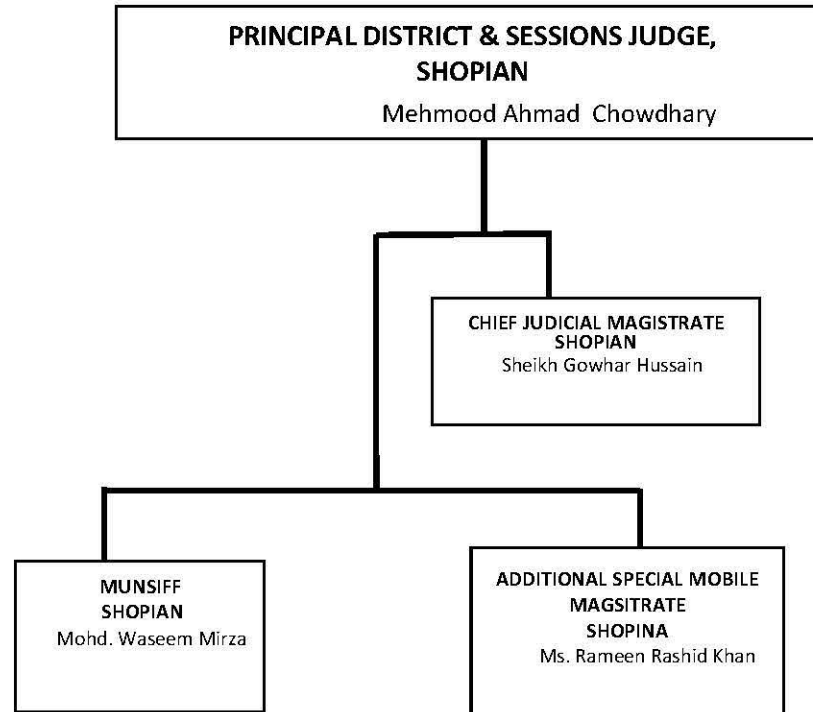 PRINCIPAL DISTRICT & SESSIONS JUDGE,
SHOPIAN
Mehmood Ahmad Chowdhary
CHIEF JUDICIAL MAGISTRATE
SHOPIAN
Sheikh Gowhar Hussain
MUNSIFF
SHOPIAN
Mohd. Waseem Mirza
ADDITIONAL SPECIAL MOBILE
MAGSITRATE
SHOPINA
Ms. Rameen Rashid Khan